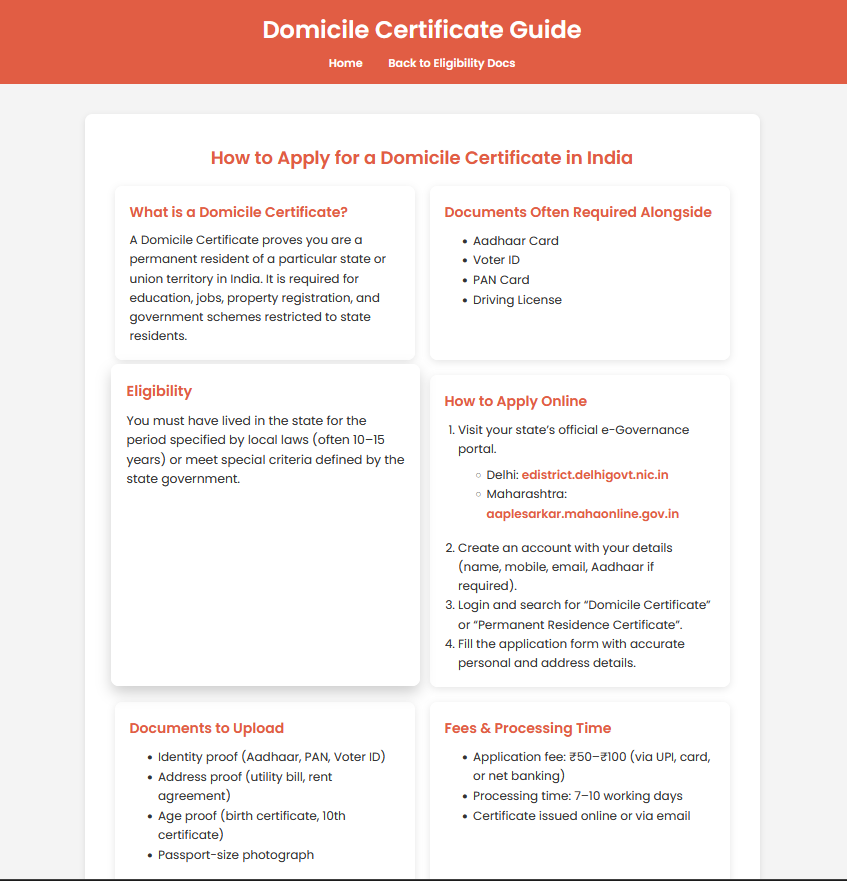 Domicile Certificate Guide
Home Back to Eligibility Docs
How to Apply for a Domicile Certificate in India
What is a Domicile Certificate?
A Domicile Certificate proves you are a
permanent resident of a particular state or
union territory in India. It is required for
education, jobs, property registration, and
government schemes restricted to state
residents.
Documents Often Required Alongside
• Aadhaar Card
• Voter ID
• PAN Card
• Driving License
Eligibility
You must have lived in the state for the
period specified by local laws (often 10–15
years) or meet special criteria defined by the
state government.
How to Apply Online
1. Visit your state’s official e-Governance
portal.
○ Delhi: edistrict.delhigovt.nic.in
○ Maharashtra:
aaplesarkar.mahaonline.gov.in
2. Create an account with your details
(name, mobile, email, Aadhaar if
required).
3. Login and search for “Domicile Certificate”
or “Permanent Residence Certificate”.
4. Fill the application form with accurate
personal and address details.
Documents to Upload
• Identity proof (Aadhaar, PAN, Voter ID)
• Address proof (utility bill, rent
agreement)
• Age proof (birth certificate, 10th
certificate)
• Passport-size photograph
Fees & Processing Time
• Application fee: ₹50–₹100 (via UPI, card,
or net banking)
• Processing time: 7–10 working days
• Certificate issued online or via email